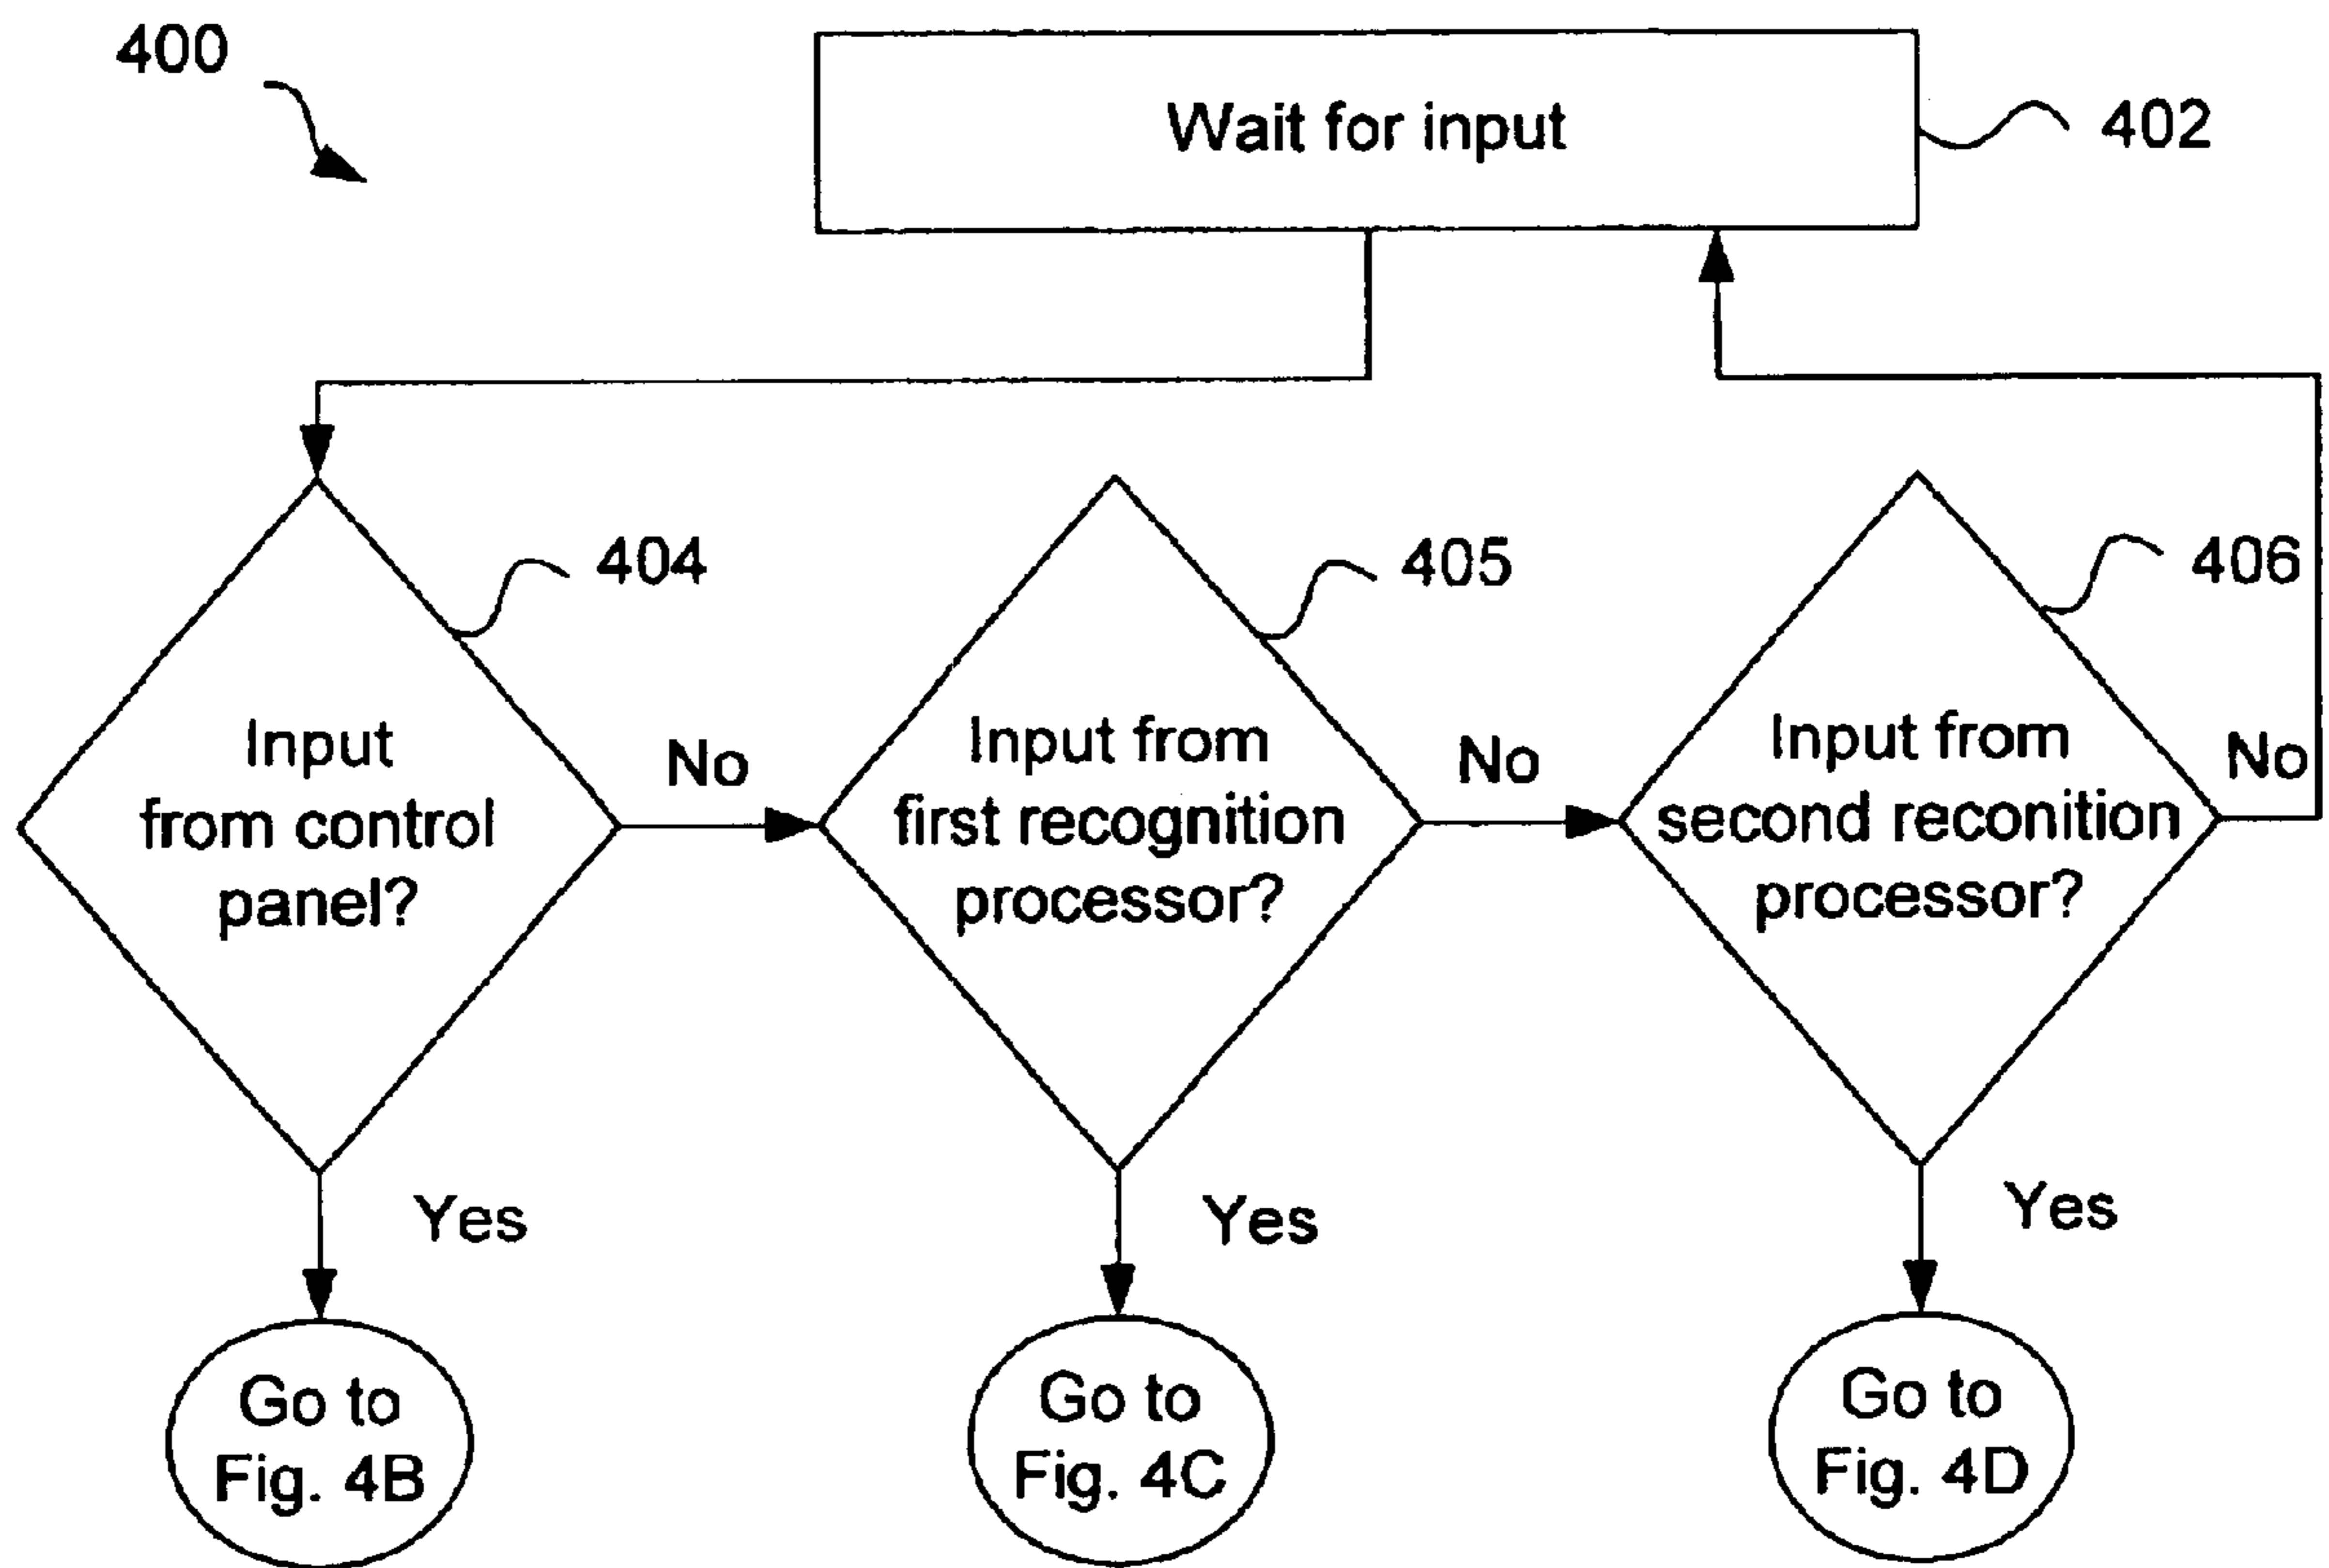 400
Wait for input
402
404
405
406
Input
from control
panel?
No
Input from
first recognition
processor?
No
Input from
second reconition
processor?
No
Yes
Yes
Yes
Go to
Fig. 4B
Go to
Fig. 4C
Go to
Fig. 4D